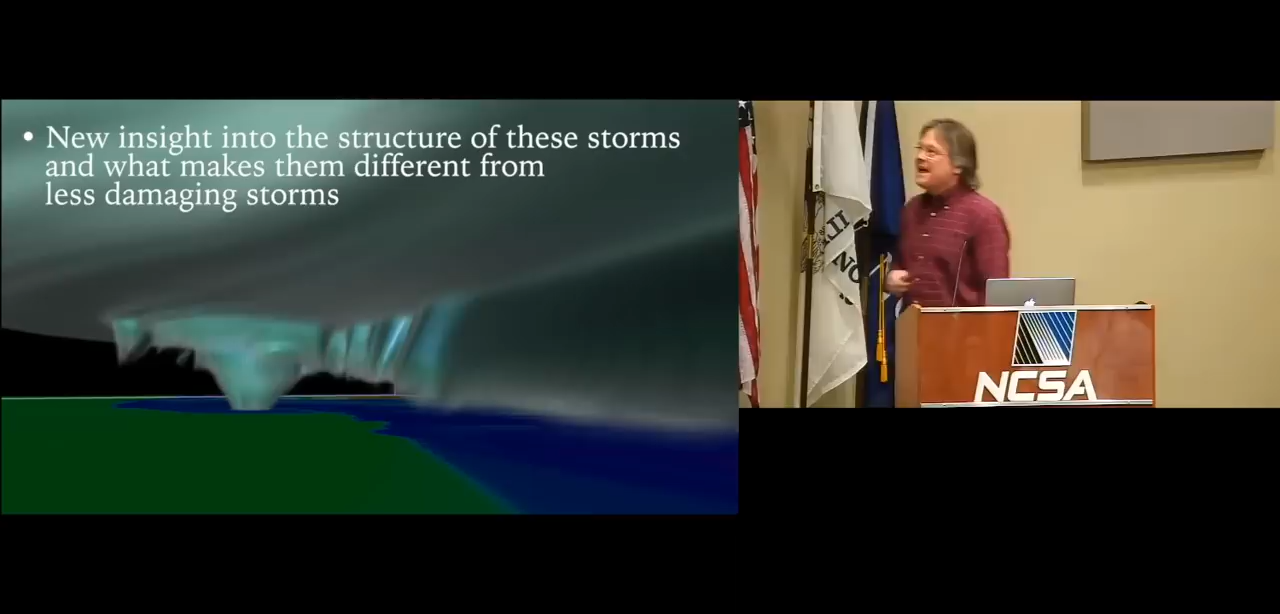 • New insight into the structure of these storms
and what makes them different from
less damaging storms
NCSA